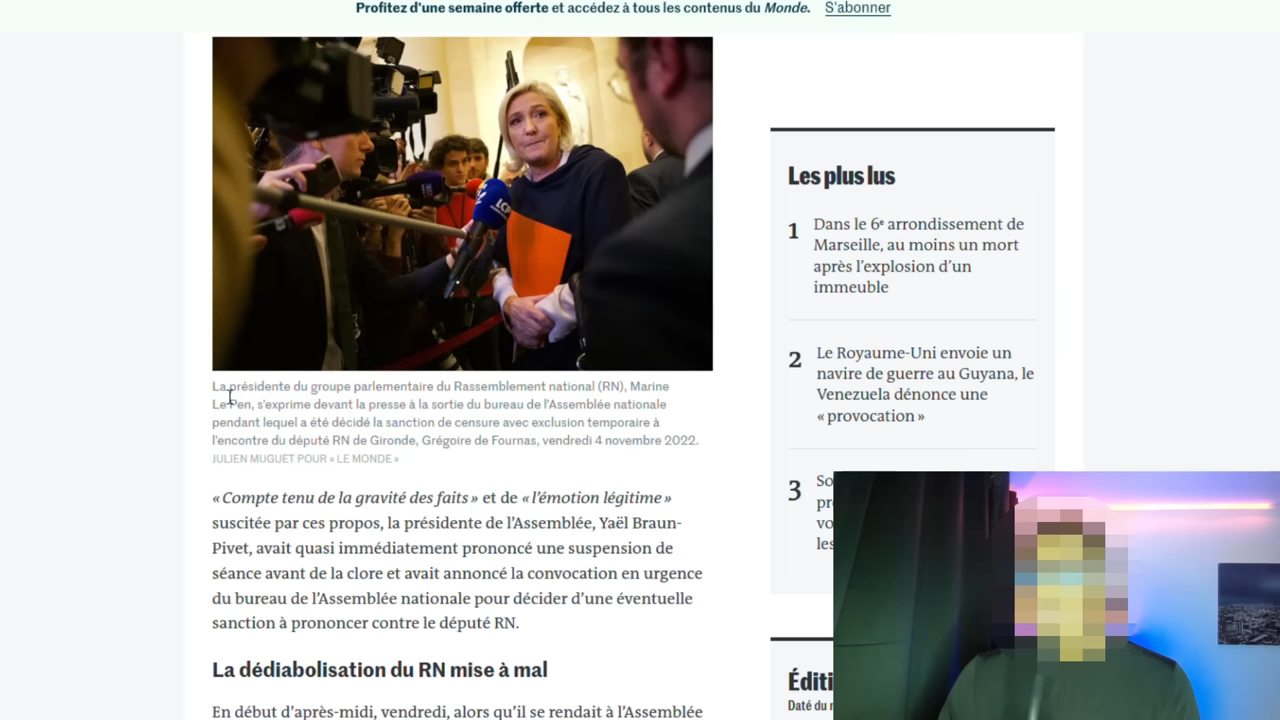 Profitez d'une semaine offerte et accédez à tous les contenus du Monde. S'abonner
LCP
La présidente du groupe parlementaire du Rassemblement national (RN), Marine
Le Pen, s'exprime devant la presse à la sortie du bureau de l'Assemblée nationale
pendant lequel a été décidé la sanction de censure avec exclusion temporaire à
l'encontre du député RN de Gironde, Grégoire de Fournas, vendredi 4 novembre 2022.
JULIEN MUGUET POUR « LE MONDE »
« Compte tenu de la gravité des faits » et de « l'émotion légitime »
suscitée par ces propos, la présidente de l'Assemblée, Yaël Braun-
Pivet, avait quasi immédiatement prononcé une suspension de
séance avant de la clore et avait annoncé la convocation en urgence
du bureau de l'Assemblée nationale pour décider d'une éventuelle
sanction à prononcer contre le député RN.
La dédiabolisation du RN mise à mal
En début d'après-midi, vendredi, alors qu'il se rendait à l'Assemblée
Les plus lus
1 Dans le 6e arrondissement de
Marseille, au moins un mort
après l'explosion d'un
immeuble
2 Le Royaume-Uni envoie un
navire de guerre au Guyana, le
Venezuela dénonce une
« provocation »
3 So
pr
vo
les
Éditi
Daté du